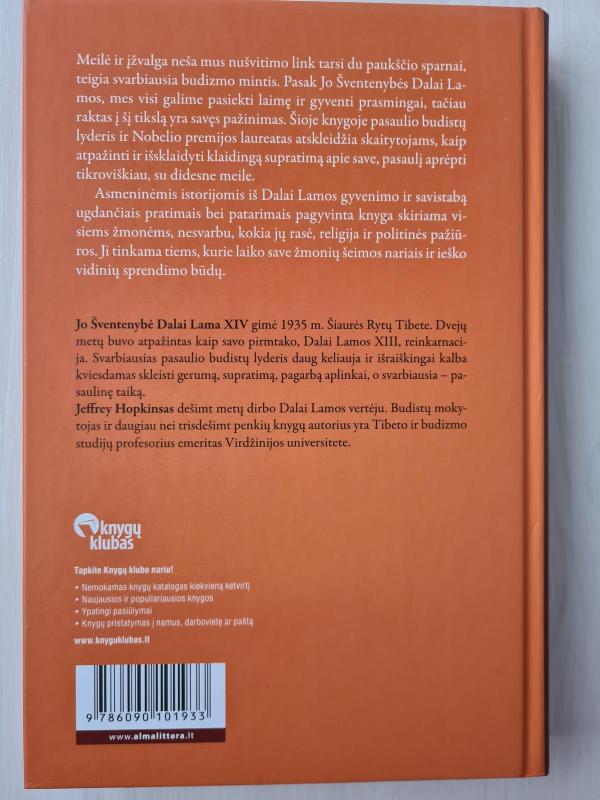 Meilė ir įžvalga neša mus nušvitimo link tarsi du paukščio sparnai,
teigia svarbiausia budizmo mintis. Pasak Jo Šventenybės Dalai La-
mos, mes visi galime pasiekti laimę ir gyventi prasmingai, tačiau
raktas į šį tikslą yra savęs pažinimas. Šioje knygoje pasaulio budistų
lyderis ir Nobelio premijos laureatas atskleidžia skaitytojams, kaip
atpažinti ir išsklaidyti klaidingą supratimą apie save, pasaulį aprėpti
tikroviškiau, su didesne meile.
Asmeninėmis istorijomis iš Dalai Lamos gyvenimo ir savistabą
ugdančiais pratimais bei patarimais pagyvinta knyga skiriama vi-
siems žmonėms, nesvarbu, kokia jų rasė, religija ir politinės pažiū-
ros. Ji tinkama tiems, kurie laiko save žmonių šeimos nariais ir ieško
vidinių sprendimo būdų.
Jo Šventenybė Dalai Lama XIV gimė 1935 m. Šiaurės Rytų Tibete. Dvejų
metų buvo atpažintas kaip savo pirmtako, Dalai Lamos XIII, reinkarnaci-
ja. Svarbiausias pasaulio budistų lyderis daug keliauja ir išraiškingai kalba
kviesdamas skleisti gerumą, supratimą, pagarbą aplinkai, o svarbiausia – pa-
saulinę taiką.
Jeffrey Hopkinsas dešimt metų dirbo Dalai Lamos vertėju. Budistų moky-
tojas ir daugiau nei trisdešimt penkių knygų autorius yra Tibeto ir budizmo
studijų profesorius emeritas Virdžinijos universitete.
knygų
klubas
Tapkite Knygų klubo nariu!
• Nemokamas knygų katalogas kiekvieną ketvirtį
• Naujausios ir populiariausios knygos
• Ypatingi pasiūlymai
• Knygų pristatymas į namus, darbovietę ar paštą
www.knyguklubas.lt
9 786090 101933
www.almalittera.lt